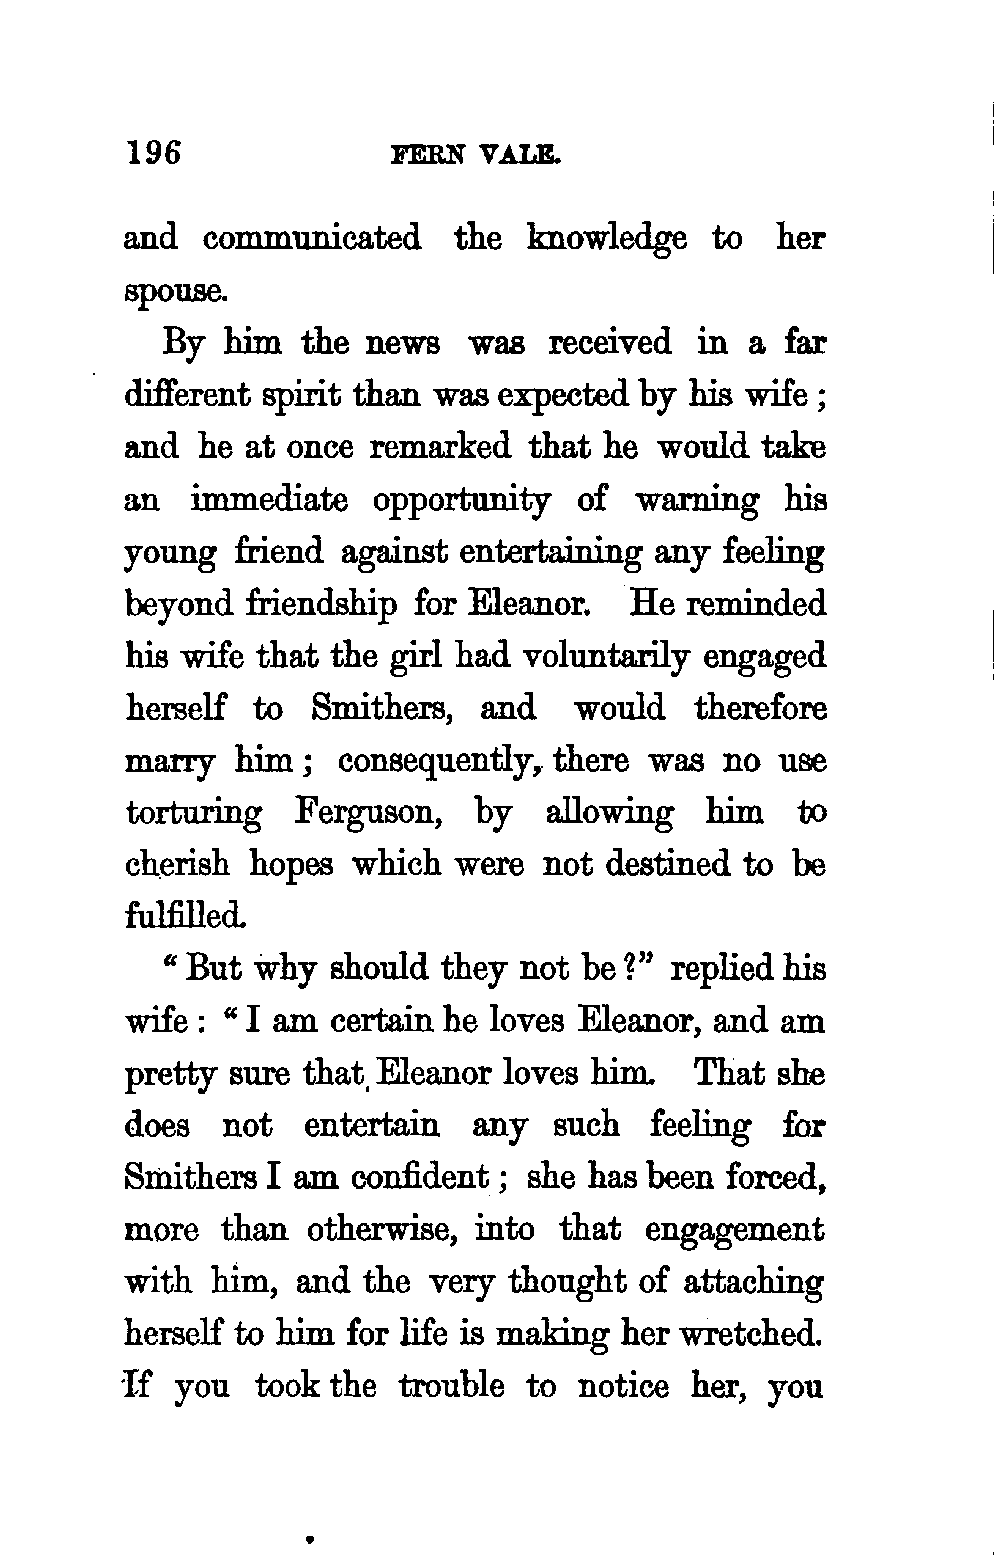 196 FERN VALE.
and communicated the knowledge to her
spouse.
By him the news was received in a far
different spirit than was expected by his wife ;
and he at once remarked that he would take
an immediate opportunity of warning his
young friend against entertaining any feeling
beyond friendship for Eleanor. He reminded
his wife that the girl had voluntarily engaged
herself to Smithers, and would therefore
marry him ; consequently, there was no use
torturing Ferguson, by allowing him to
cherish hopes which were not destined to be
fulfilled.
“ But why should they not be ?” replied his
wife : “ I am certain he loves Eleanor, and am
pretty sure that Eleanor loves him. That she
does not entertain any such feeling for
Smithers I am confident ; she has been forced,
more than otherwise, into that engagement
with him, and the very thought of attaching
herself to him for life is making her wretched.
If you took the trouble to notice her, you